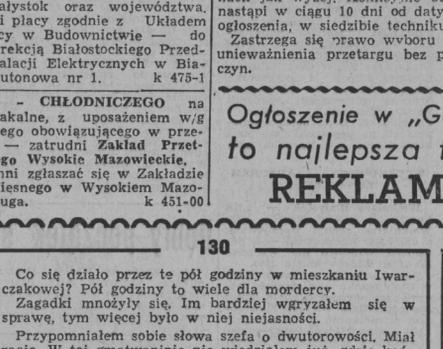 ałystok oraz województwa.
i płacy zgodnie z Układem
cy w Budownictwie — do
rekcją Białostockiego Przed-
alacji Elektrycznych w Bia-
utonowa nr 1. k 475-1
- CHŁODNICZEGO na
akalne, z uposażeniem w/g
ego obowiązującego w prze-
— zatrudni Zakład Przet-
go Wysokie Mazowieckie.
nni zgłaszać się w Zakładzie
ięsnego w Wysokiem Mazo-
uga. k 451-00
nastąpi w ciągu 10 dni od daty
ogłoszenia, w siedzibie technik
Zastrzega się prawo wyboru
unieważnienia przetargu bez p
czyn.
Ogłoszenie w „G
to najlepsza
REKLAM
130
Co się działo przez te pół godziny w mieszkaniu Iwar-
czakowej? Pół godziny to wiele dla mordercy.
Zagadki mnożyły się. Im bardziej wgryzałem się w
sprawę, tym więcej było w niej niejasności.
Przypomniałem sobie słowa szefa o dwutorowości. Miał